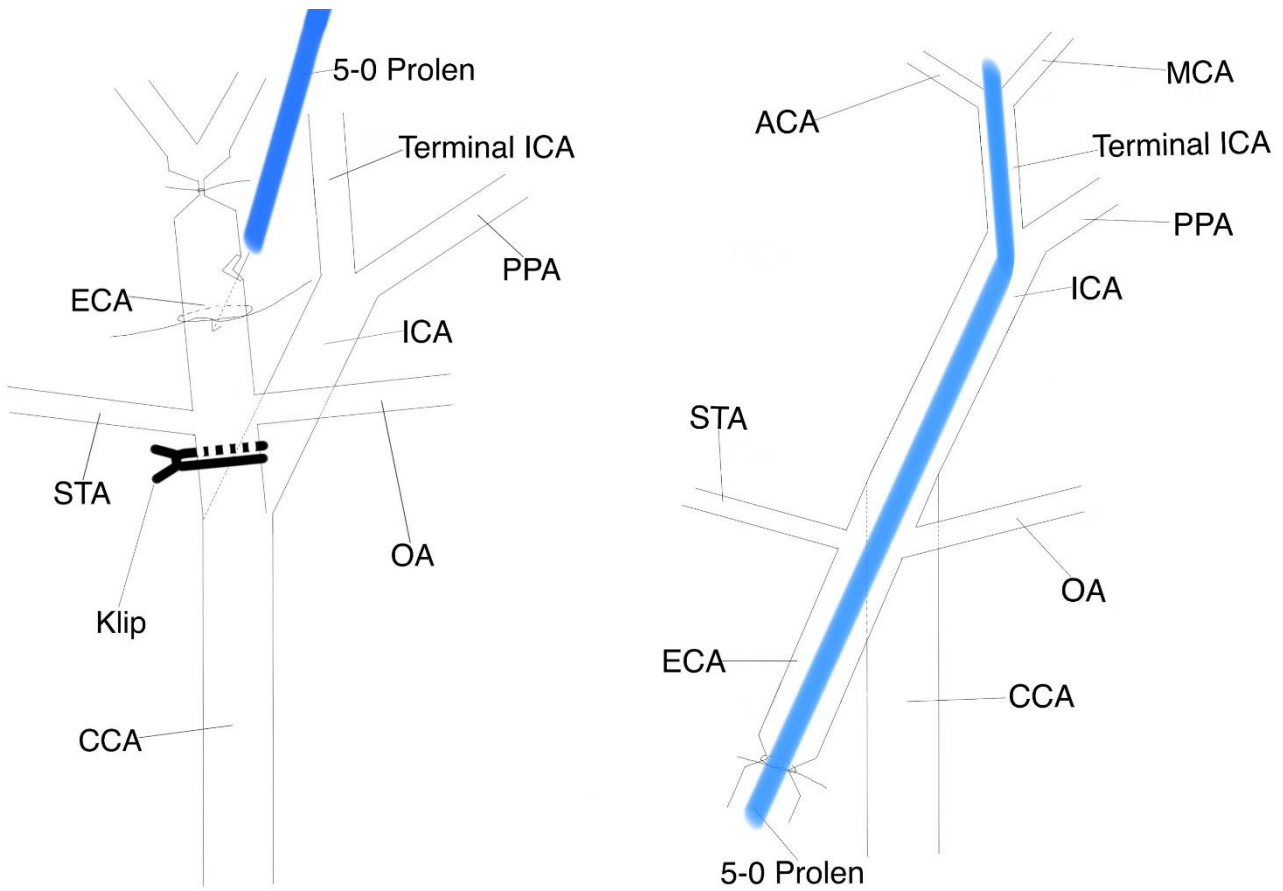 5-0 Prolen
Terminal ICA
PPA
ECA
ICA
STA
OA
Klip
CCA
MCA
ACA
Terminal ICA
PPA
ICA
STA
OA
ECA
CCA
5-0 Prolen